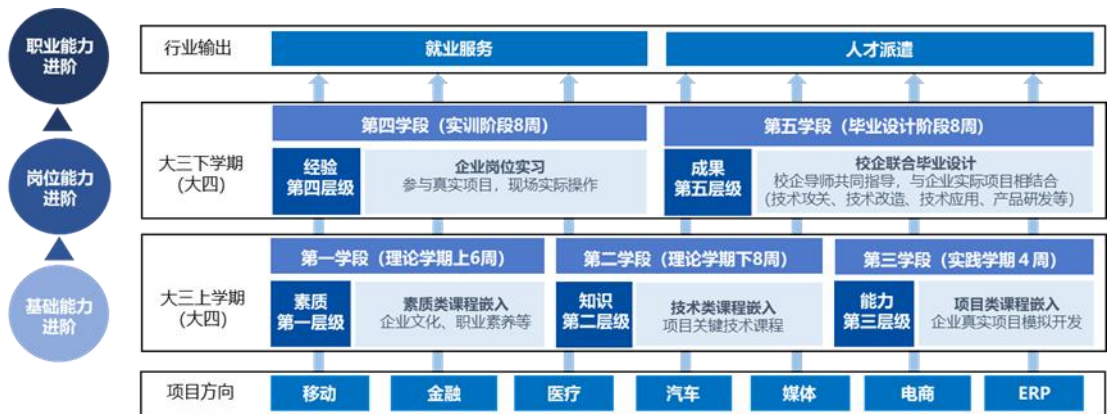 职业能力
进阶
行业输出
就业服务
人才派遣
岗位能力
进阶
大三下学期
(大四)
第四学段（实训阶段8周）
经验
第四层级
企业岗位实习
参与真实项目，现场实际操作
第五学段（毕业设计阶段8周）
成果
第五层级
校企联合毕业设计
校企导师共同指导，与企业实际项目相结合
（技术攻关、技术改造、技术应用、产品研发等）
基础能力
进阶
大三上学期
(大四)
第一学段（理论学期上6周）
素质
第一层级
素质类课程嵌入
企业文化、职业素养等
第二学段（理论学期下8周）
知识
第二层级
技术类课程嵌入
项目关键技术课程
第三学段（实践学期４周）
能力
第三层级
项目类课程嵌入
企业真实项目模拟开发
项目方向
移动
金融
医疗
汽车
媒体
电商
ERP